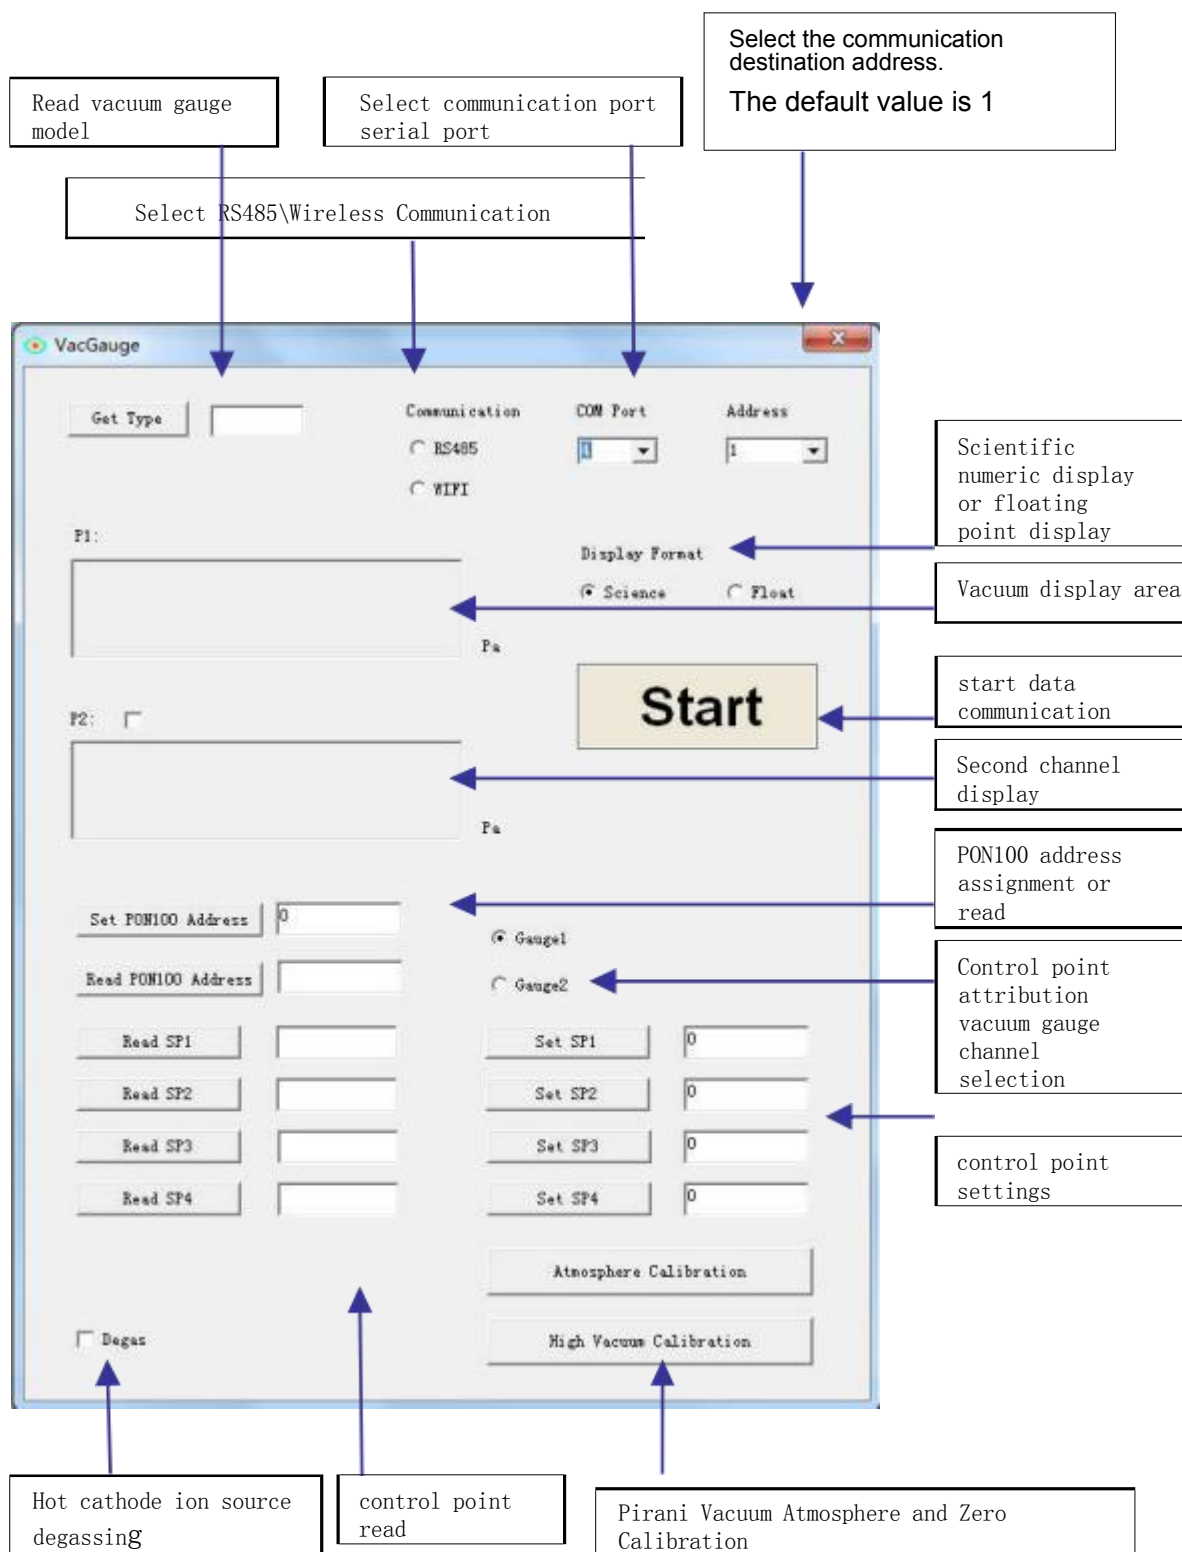 Select the communication
destination address.
The default value is 1
Read vacuum gauge
model
Select communication port
serial port
Select RS485\Wireless Communication
VacGauge
Get Type
Communication
COM Port
Address
RS485
1
WIFI
P1:
Display Format
Science
Float
Pa
Start
P2:
Pa
Set PON100 Address
0
Gauge1
Read PON100 Address
Gauge2
Read SP1
Set SP1
0
Read SP2
Set SP2
0
Read SP3
Set SP3
0
Read SP4
Set SP4
0
Atmosphere Calibration
Degas
High Vacuum Calibration
Scientific
numeric display
or floating
point display
Vacuum display area
start data
communication
Second channel
display
PON100 address
assignment or
read
Control point
attribution
vacuum gauge
channel
selection
control point
settings
Hot cathode ion source
degassing
control point
read
Pirani Vacuum Atmosphere and Zero
Calibration